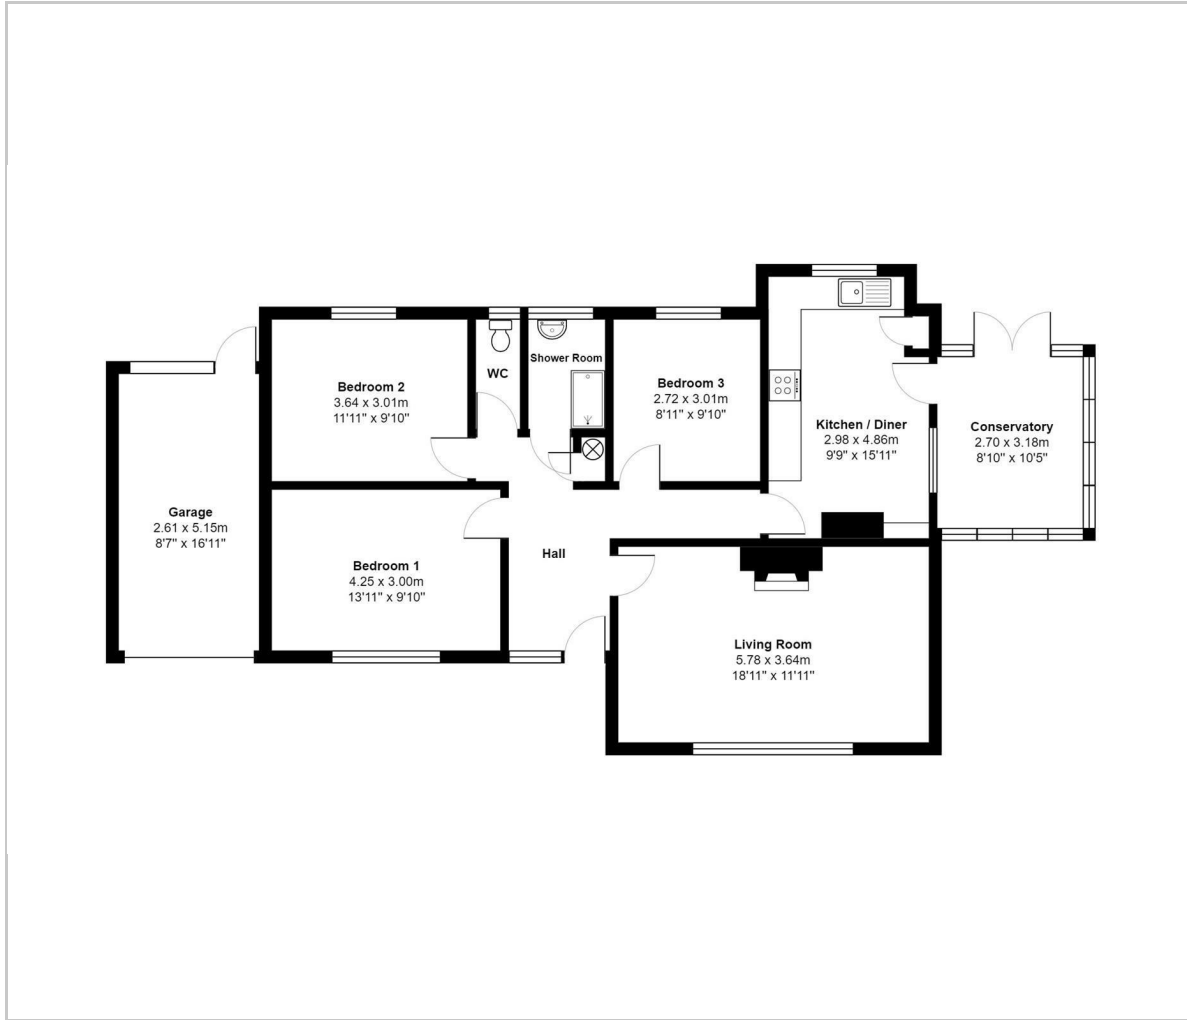 Shower Room
WC
Bedroom 2
3.64 x 3.01m
11'11" x 9'10"
Bedroom 3
2.72 x 3.01m
8'11" x 9'10"
Kitchen / Diner
2.98 x 4.86m
9'9" x 15'11"
Conservatory
2.70 x 3.18m
8'10" x 10'5"
Garage
2.61 x 5.15m
8'7" x 16'11"
Bedroom 1
4.25 x 3.00m
13'11" x 9'10"
Hall
Living Room
5.78 x 3.64m
18'11" x 11'11"